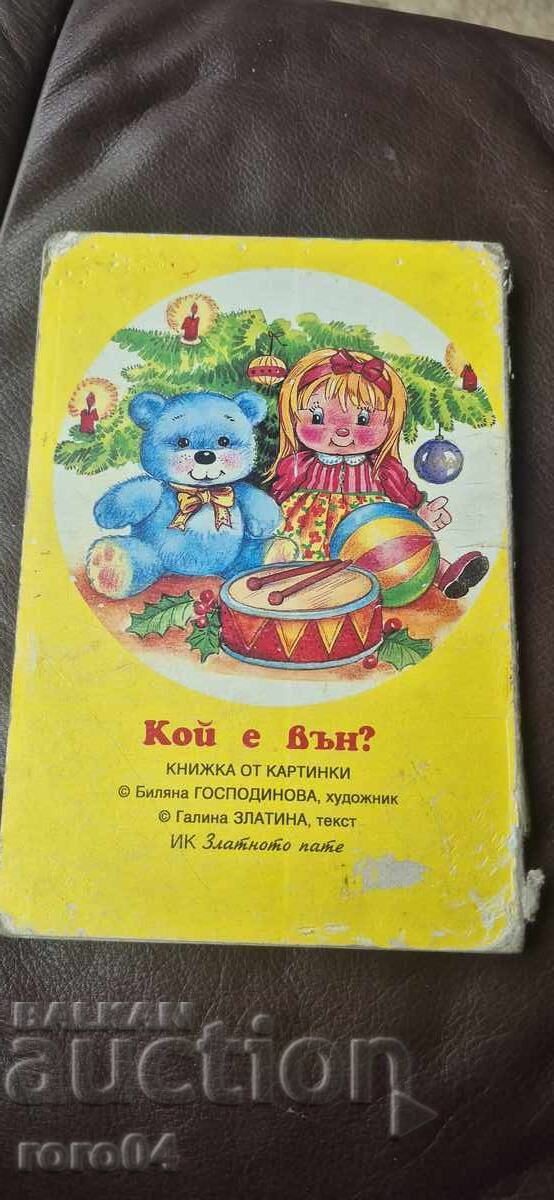 Кой е вън?
КНИЖКА ОТ КАРТИНКИ
© Биляна ГОСПОДИНОВА, художник
© Галина ЗЛАТИНА, текст
ИК Златното пате
BALKAN
auction
roro04